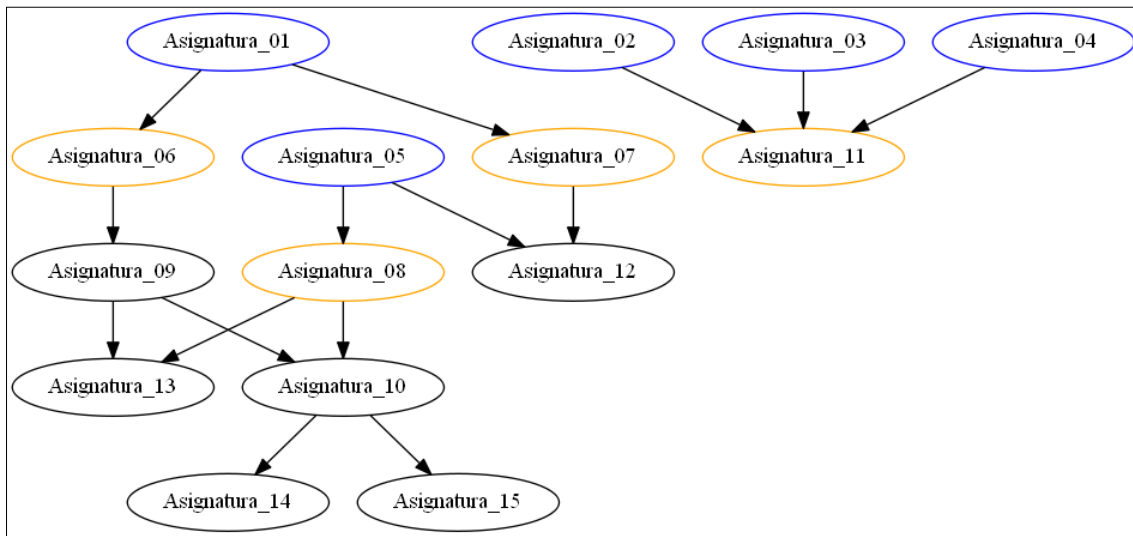 Asignatura_01
Asignatura_02
Asignatura_03
Asignatura_04
Asignatura_06
Asignatura_05
Asignatura_07
Asignatura_11
Asignatura_09
Asignatura_08
Asignatura_12
Asignatura_13
Asignatura_10
Asignatura_14
Asignatura_15